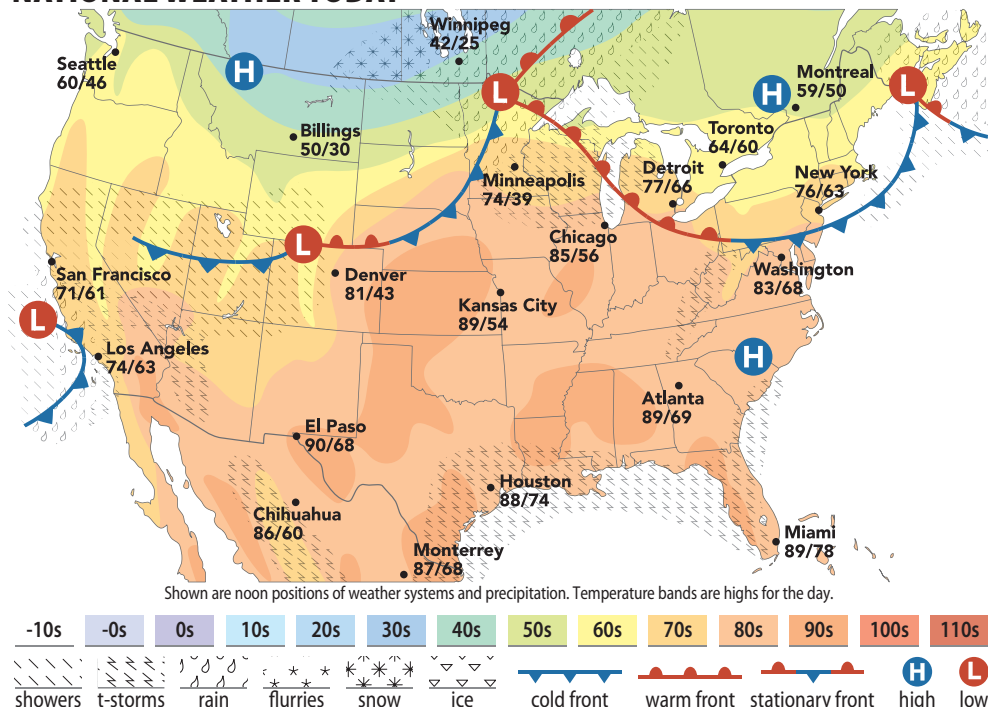 NATIONAL WEATHER TODAY
Winnipeg
42/25
Seattle
60/46
H
L
H
Montreal
59/50
L
Billings
50/30
Toronto
64/60
Minneapolis
74/39
Detroit
77/66
New York
76/63
L
Chicago
85/56
San Francisco
71/61
Denver
81/43
Washington
83/68
Kansas City
89/54
L
Los Angeles
74/63
H
Atlanta
89/69
El Paso
90/68
Houston
88/74
Chihuahua
86/60
Miami
89/78
Monterrey
87/68
Shown are noon positions of weather systems and precipitation. Temperature bands are highs for the day.
-10s -0s 0s 10s 20s 30s 40s 50s 60s 70s 80s 90s 100s 110s
H L
showers t-storms rain flurries snow ice cold front warm front stationary front high low